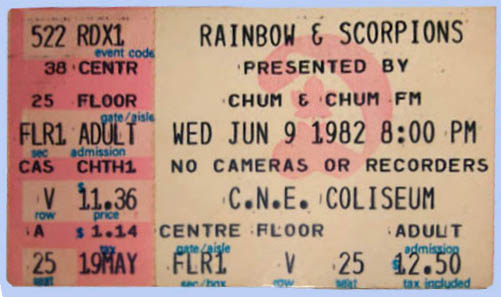 522 RDX1
event code
38 CENTR
25 FLOOR
gate/aisle
FLR1 ADULT
sec admission
CAS CHTH1
V $11.36
row price
A $1.14
tax
25 19MAY
seat
RAINBOW & SCORPIONS
PRESENTED BY
CHUM & CHUM FM
WED JUN 9 1982 8:00 PM
NO CAMERAS OR RECORDERS
C.N.E. COLISEUM
CENTRE FLOOR ADULT
gate/aisle admission
FLR1 V 25 $12.50
sec/box row seat tax included